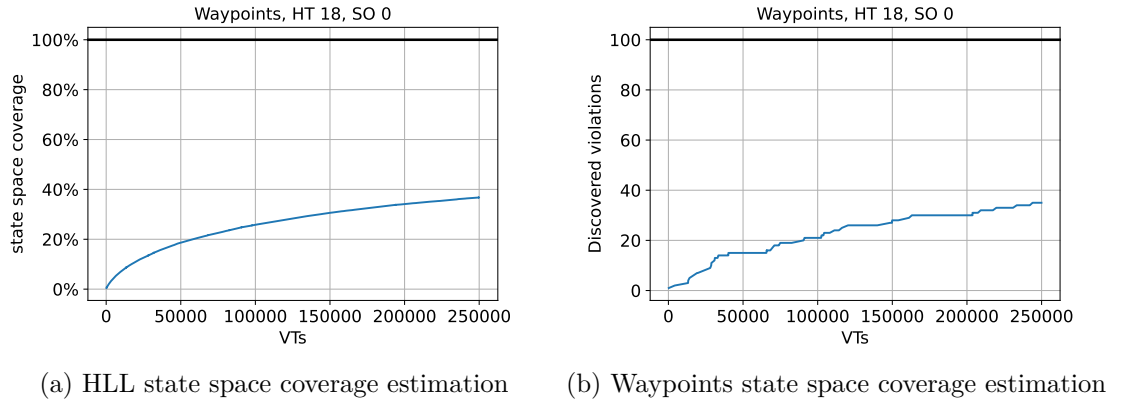 Waypoints, HT 18, SO 0
100%
80%
60%
40%
20%
0%
state space coverage
0 50000 100000 150000 200000 250000
VTs
(a) HLL state space coverage estimation
Waypoints, HT 18, SO 0
100
80
60
40
20
0
Discovered violations
0 50000 100000 150000 200000 250000
VTs
(b) Waypoints state space coverage estimation